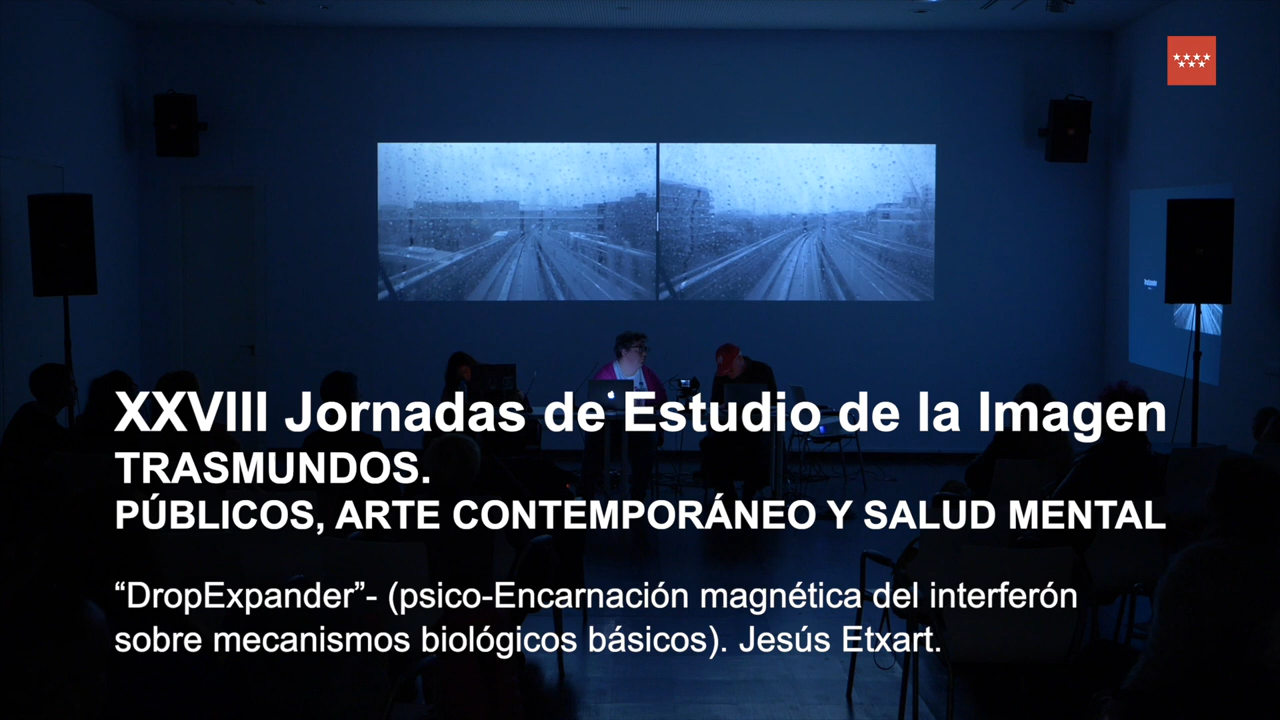 XXVIII Jornadas de Estudio de la Imagen
TRASMUNDOS.
PÚBLICOS, ARTE CONTEMPORÁNEO Y SALUD MENTAL
“DropExpander”- (psico-Encarnación magnética del interferón
sobre mecanismos biológicos básicos). Jesús Etxart.